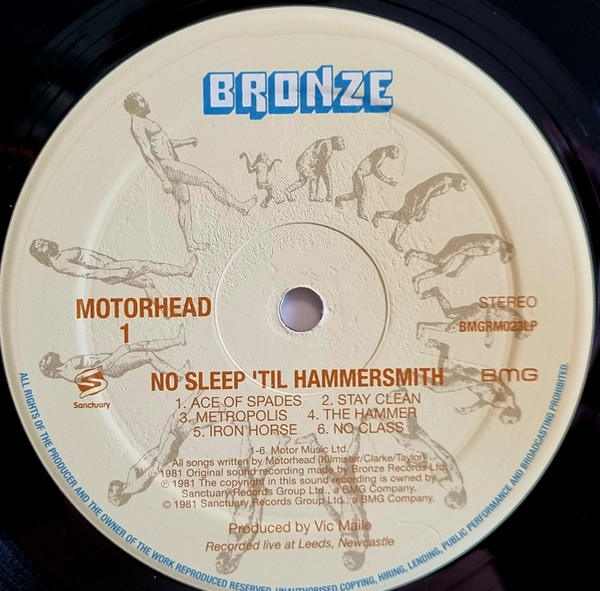 BRONZE
MOTORHEAD
1
STEREO
BMGRM023LP
Sanctuary
NO SLEEP 'TIL HAMMERSMITH
BMG
1. ACE OF SPADES 2. STAY CLEAN
3. METROPOLIS 4. THE HAMMER
5. IRON HORSE 6. NO CLASS
1-6. Motor Music Ltd.
All songs written by Motorhead (Kilmister/Clarke/Taylor)
℗ 1981 Original sound recording made by Bronze Records Ltd.
℗ 1981 The copyright in this sound recording is owned by
Sanctuary Records Group Ltd., a BMG Company.
© 1981 Sanctuary Records Group Ltd., a BMG Company.
Produced by Vic Maile
Recorded live at Leeds, Newcastle
ALL RIGHTS OF THE PRODUCER AND THE OWNER OF THE WORK REPRODUCED RESERVED. UNAUTHORISED COPYING, HIRING, LENDING, PUBLIC PERFORMANCE AND BROADCASTING PROHIBITED.